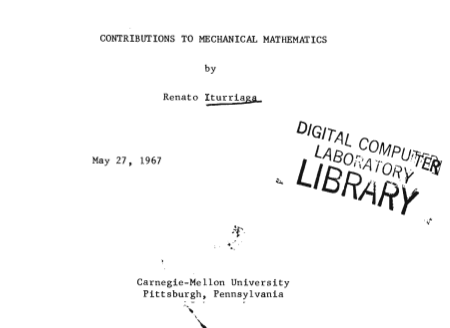 CONTRIBUTIONS TO MECHANICAL MATHEMATICS
by
Renato Iturriaga
May 27, 1967
DIGITAL COMPUTER
LABORATORY
LIBRARY
Carnegie-Mellon University
Pittsburgh, Pennsylvania